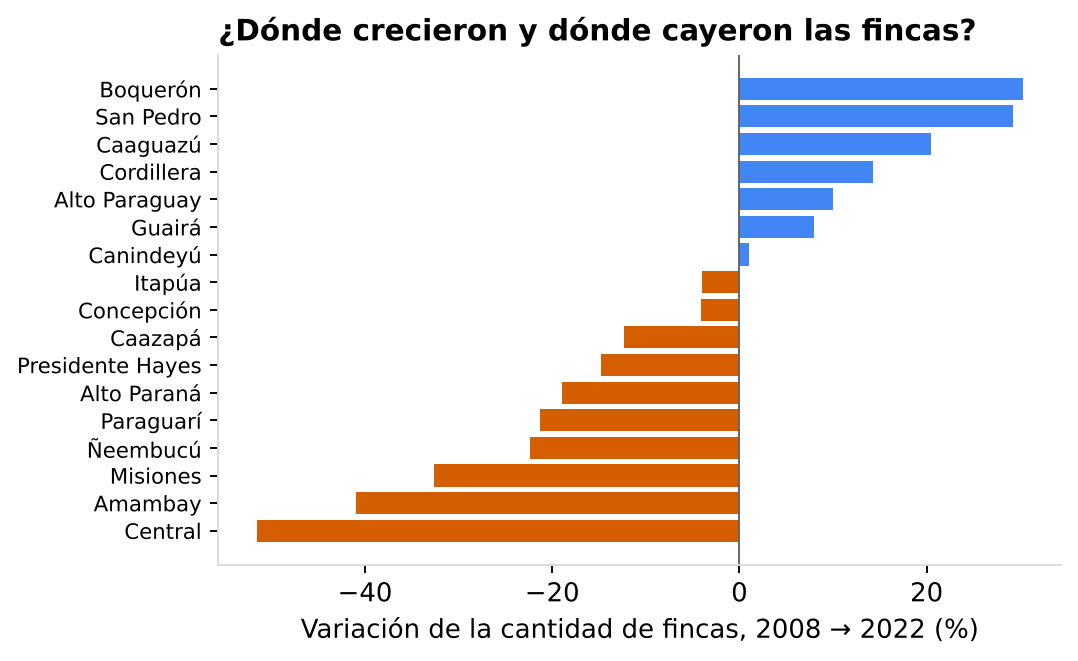 ¿Dónde crecieron y dónde cayeron las fincas?
Boquerón
San Pedro
Caaguazú
Cordillera
Alto Paraguay
Guairá
Canindeyú
Itapúa
Concepción
Caazapá
Presidente Hayes
Alto Paraná
Paraguarí
Ñeembucú
Misiones
Amambay
Central
−40 −20 0 20
Variación de la cantidad de fincas, 2008 → 2022 (%)